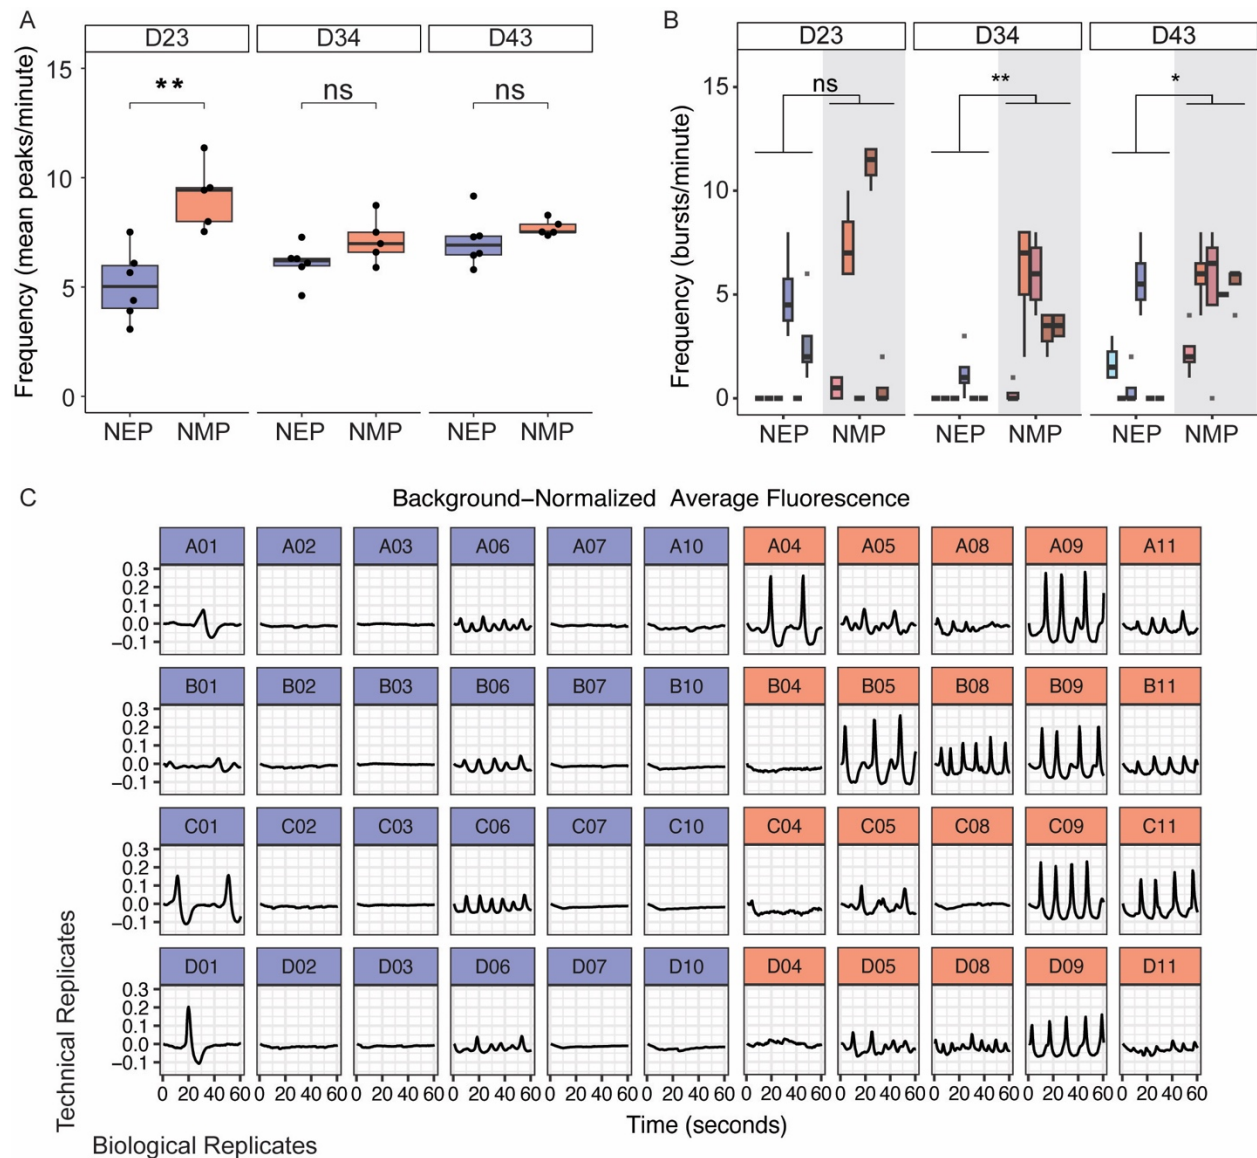 A
D23 D34 D43
Frequency (mean peaks/minute)
15
10
5
0
** ns ns
NEP NMP NEP NMP NEP NMP
B
D23 D34 D43
Frequency (bursts/minute)
15
10
5
0
ns ** *
NEP NMP NEP NMP NEP NMP
C
Background–Normalized Average Fluorescence
A01 A02 A03 A06 A07 A10 A04 A05 A08 A09 A11
0.3
0.2
0.1
0.0
−0.1
B01 B02 B03 B06 B07 B10 B04 B05 B08 B09 B11
0.3
0.2
0.1
0.0
−0.1
C01 C02 C03 C06 C07 C10 C04 C05 C08 C09 C11
0.3
0.2
0.1
0.0
−0.1
D01 D02 D03 D06 D07 D10 D04 D05 D08 D09 D11
0.3
0.2
0.1
0.0
−0.1
0 20 40 60 0 20 40 60 0 20 40 60 0 20 40 60 0 20 40 60 0 20 40 60 0 20 40 60 0 20 40 60 0 20 40 60 0 20 40 60 0 20 40 60
Time (seconds)
Technical Replicates
Biological Replicates